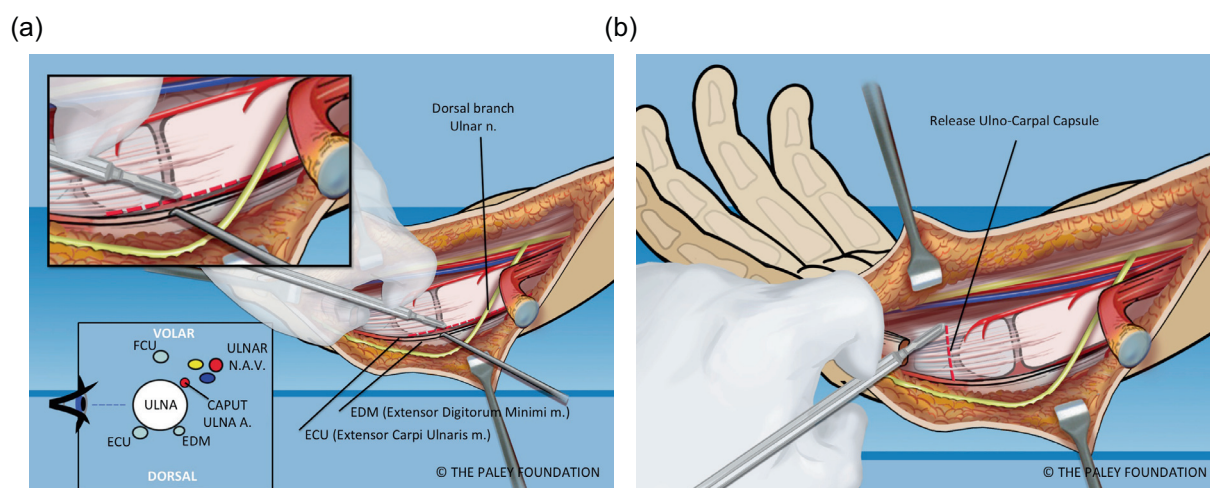 (a)
Dorsal branch
Ulnar n.
VOLAR
FCU
ULNAR
N.A.V.
ULNA
CAPUT
ULNA A.
ECU
EDM
DORSAL
EDM (Extensor Digitorum Minimi m.)
ECU (Extensor Carpi Ulnaris m.)
© THE PALEY FOUNDATION
(b)
Release Ulno-Carpal Capsule
© THE PALEY FOUNDATION